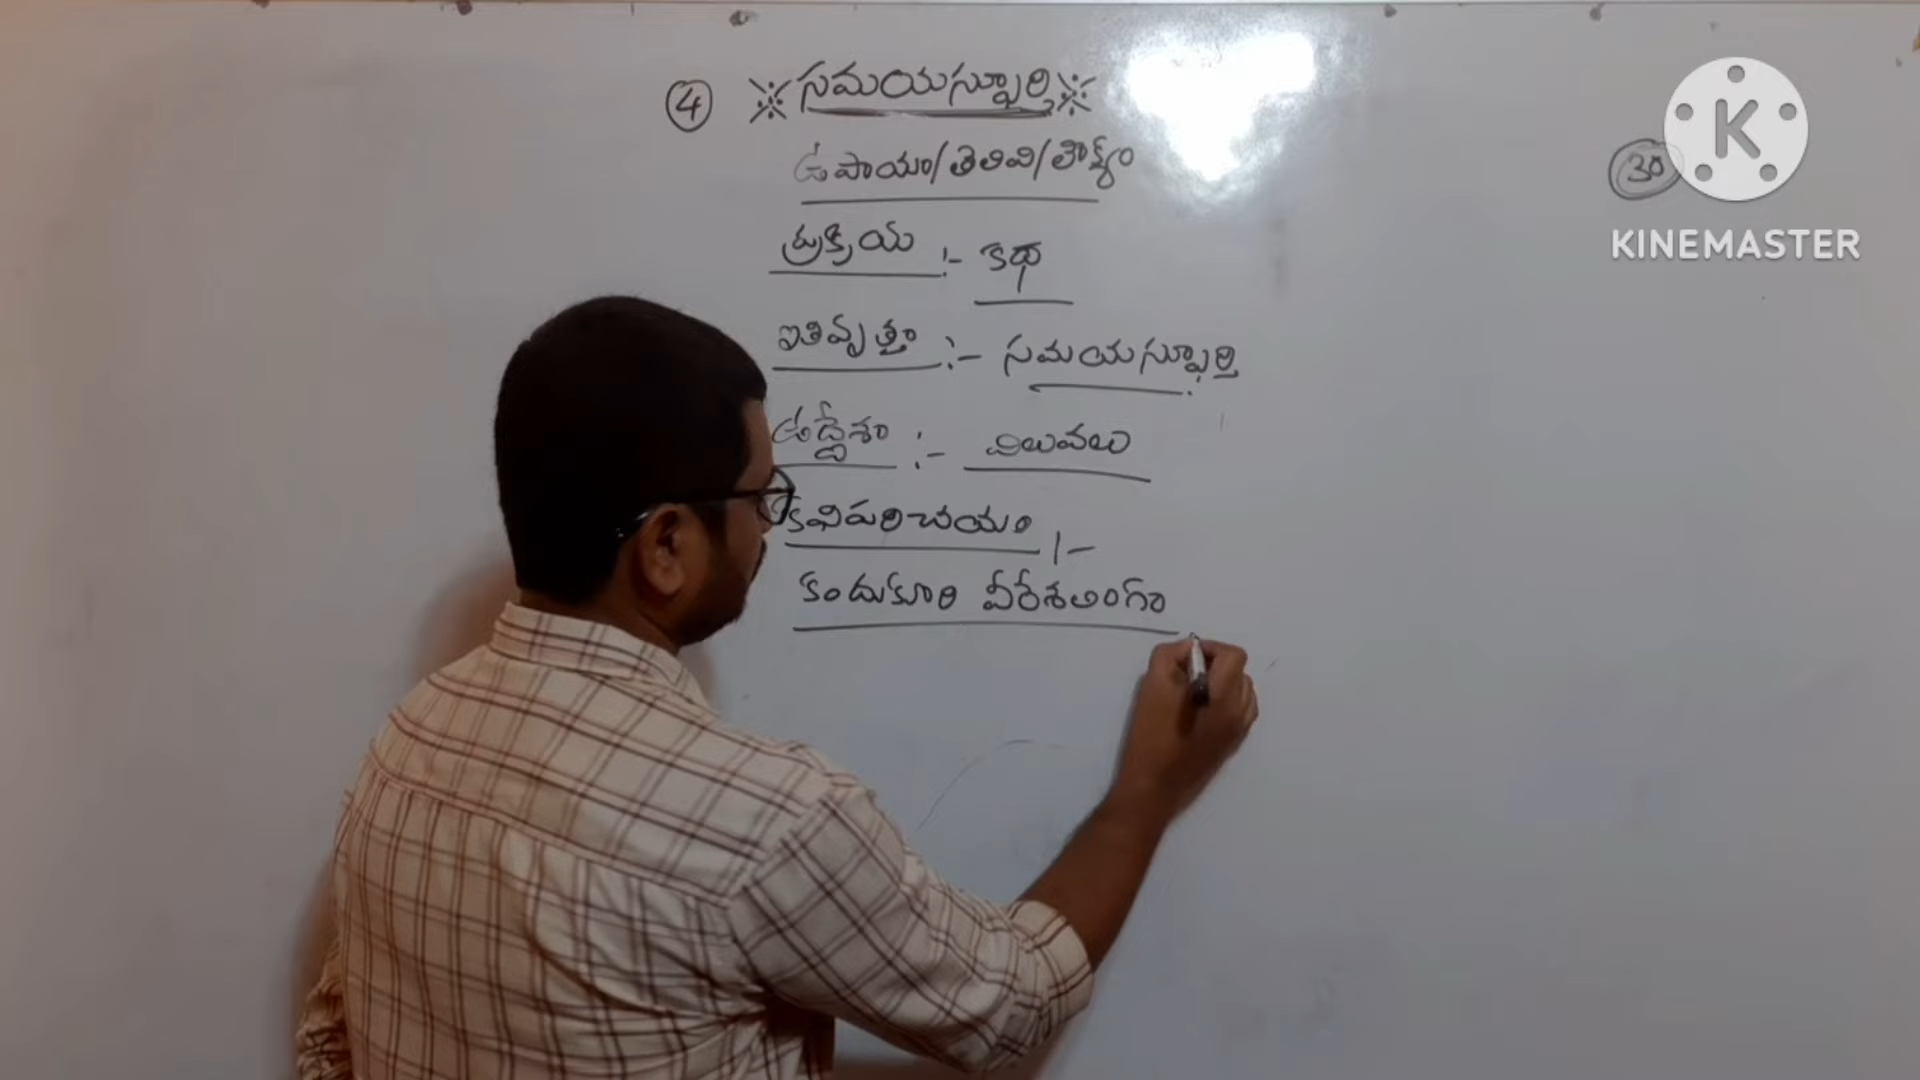 ④ ※ సమయస్ఫూర్తి ※
ఉపాయం/తెలివి/లౌక్యం
ప్రక్రియ :- కథ
ఇతివృత్తం :- సమయస్ఫూర్తి
ఉద్దేశం :- విలువలు
కవిపరిచయం :-
కందుకూరి వీరేశలింగం
30
K
KINEMASTER